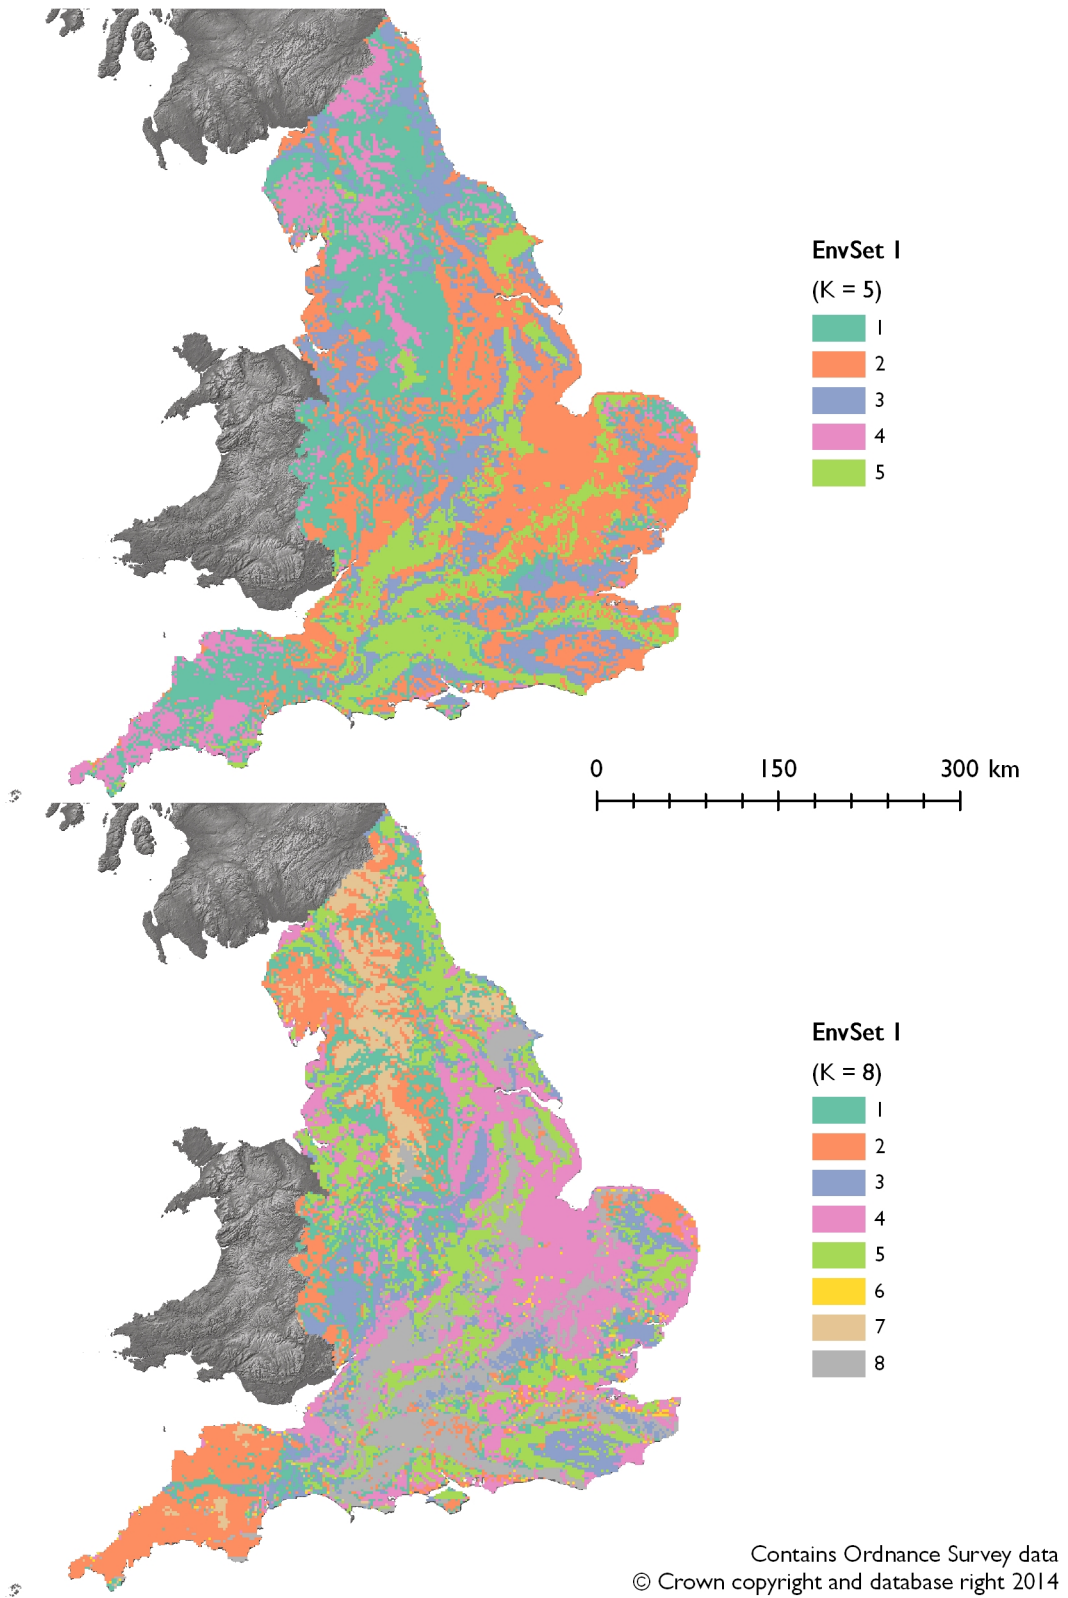 EnvSet 1
(K = 5)
1
2
3
4
5
0 150 300 km
EnvSet 1
(K = 8)
1
2
3
4
5
6
7
8
Contains Ordnance Survey data
© Crown copyright and database right 2014